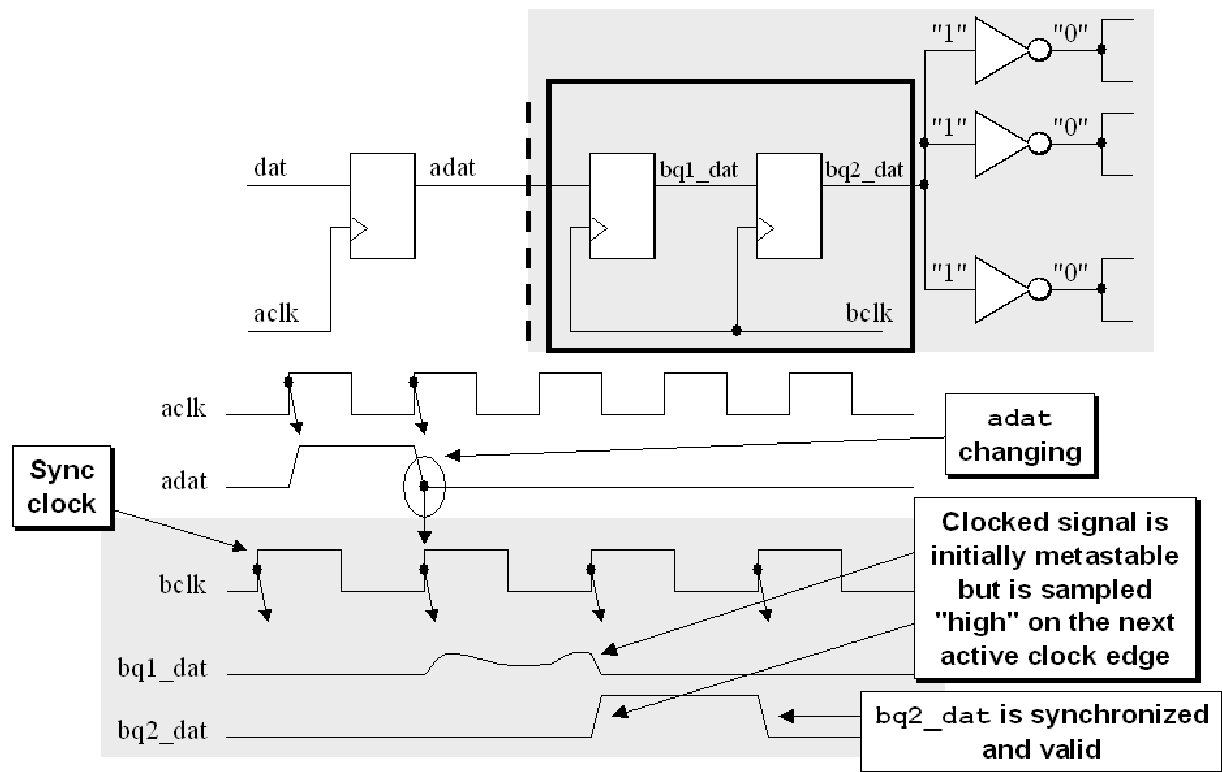 "1" "0"
dat
adat
bq1_dat
bq2_dat
"1" "0"
"1" "0"
aclk
bclk
aclk
adat
changing
Sync
clock
adat
Clocked signal is
initially metastable
but is sampled
"high" on the next
active clock edge
bclk
bq1_dat
bq2_dat
bq2_dat is synchronized
and valid